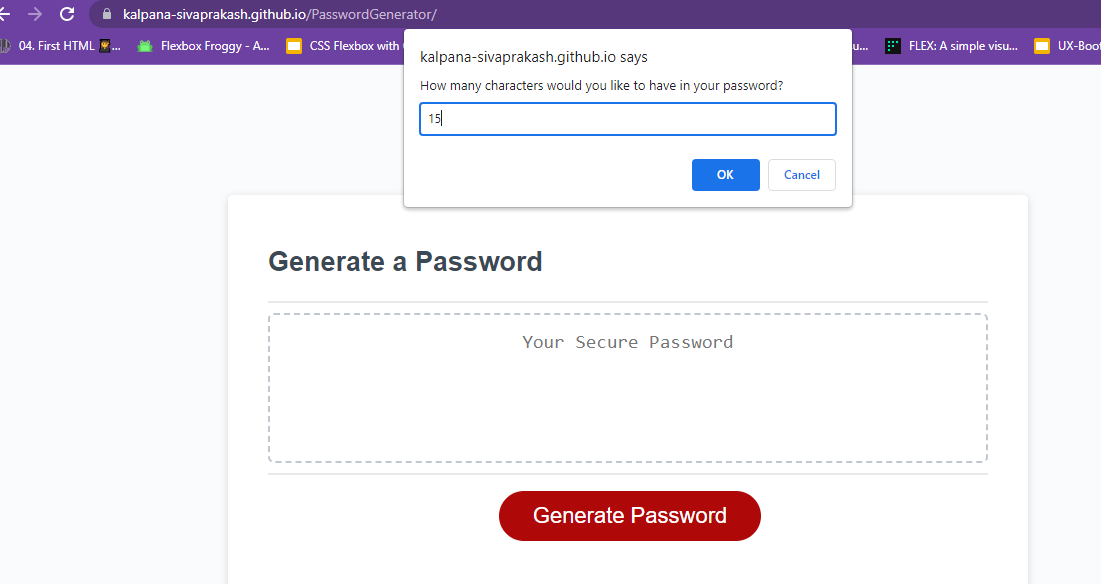 kalpana-sivaprakash.github.io/PasswordGenerator/
04. First HTML ... Flexbox Froggy - A... CSS Flexbox with u... FLEX: A simple visu... UX-Boot
kalpana-sivaprakash.github.io says
How many characters would you like to have in your password?
15
OK Cancel
Generate a Password
Your Secure Password
Generate Password